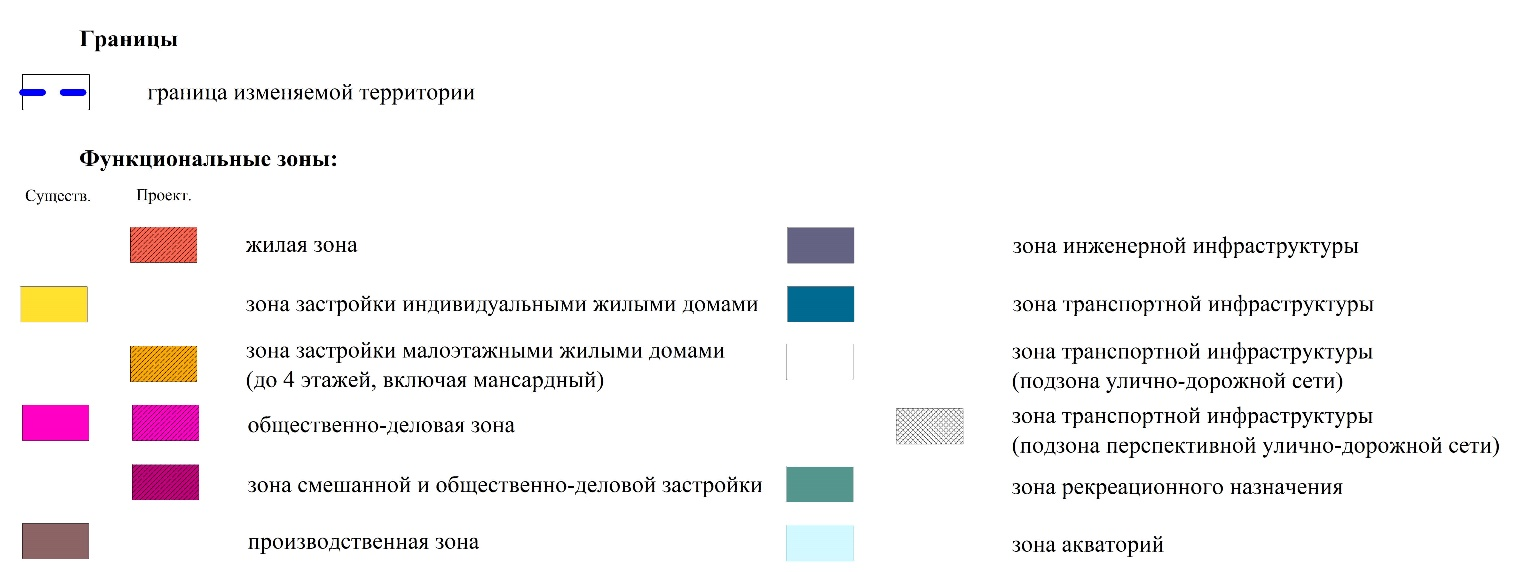 Границы
граница изменяемой территории
Функциональные зоны:
Существ. Проект.
жилая зона
зона застройки индивидуальными жилыми домами
зона застройки малоэтажными жилыми домами
(до 4 этажей, включая мансардный)
общественно-деловая зона
зона смешанной и общественно-деловой застройки
производственная зона
зона инженерной инфраструктуры
зона транспортной инфраструктуры
зона транспортной инфраструктуры
(подзона улично-дорожной сети)
зона транспортной инфраструктуры
(подзона перспективной улично-дорожной сети)
зона рекреационного назначения
зона акваторий